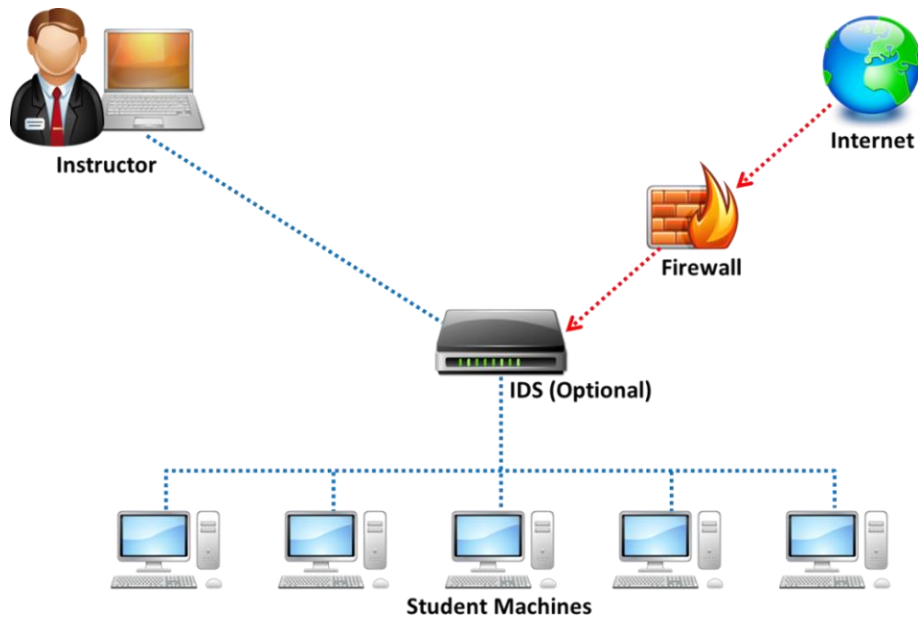 Instructor
Internet
Firewall
IDS (Optional)
Student Machines